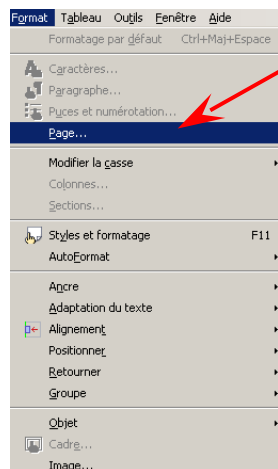 Format Tableau Outils Fenêtre Aide
Formatage par défaut Ctrl+Maj+Espace
Caractères...
Paragraphe...
Puces et numérotation...
Page...
Modifier la casse
Colonnes...
Sections...
Styles et formatage F11
AutoFormat
Ancre
Adaptation du texte
Alignement
Positionner
Retourner
Groupe
Objet
Cadre...
Image...